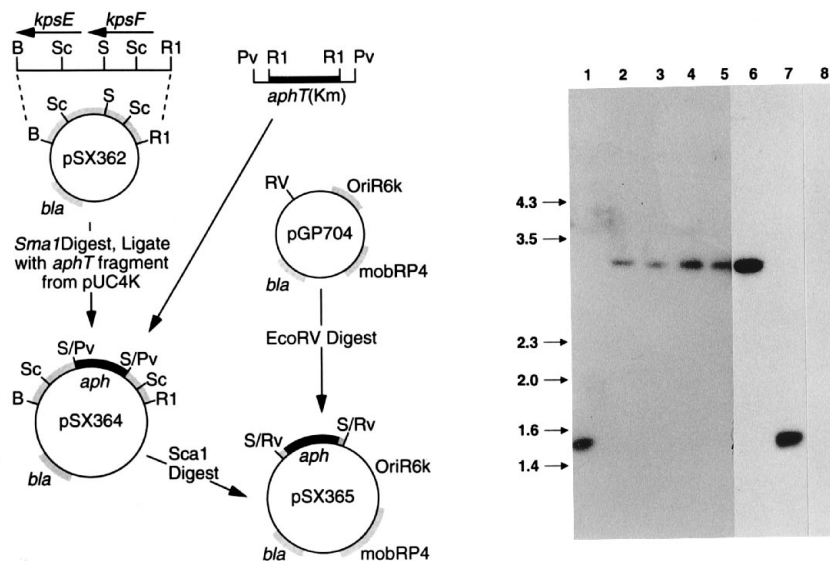 kpsE kpsF
B Sc S Sc R1
Pv R1 R1 Pv
aphT(Km)
Sc S Sc
B R1
pSX362
bla
Sma1Digest, Ligate
with aphT fragment
from pUC4K
RV OriR6k
pGP704
bla mobRP4
EcoRV Digest
S/Pv S/Pv
Sc aph Sc
B R1
pSX364
bla
Sca1
Digest
S/Rv S/Rv
aph OriR6k
pSX365
bla mobRP4
1 2 3 4 5 6 7 8
4.3
3.5
2.3
2.0
1.6
1.4